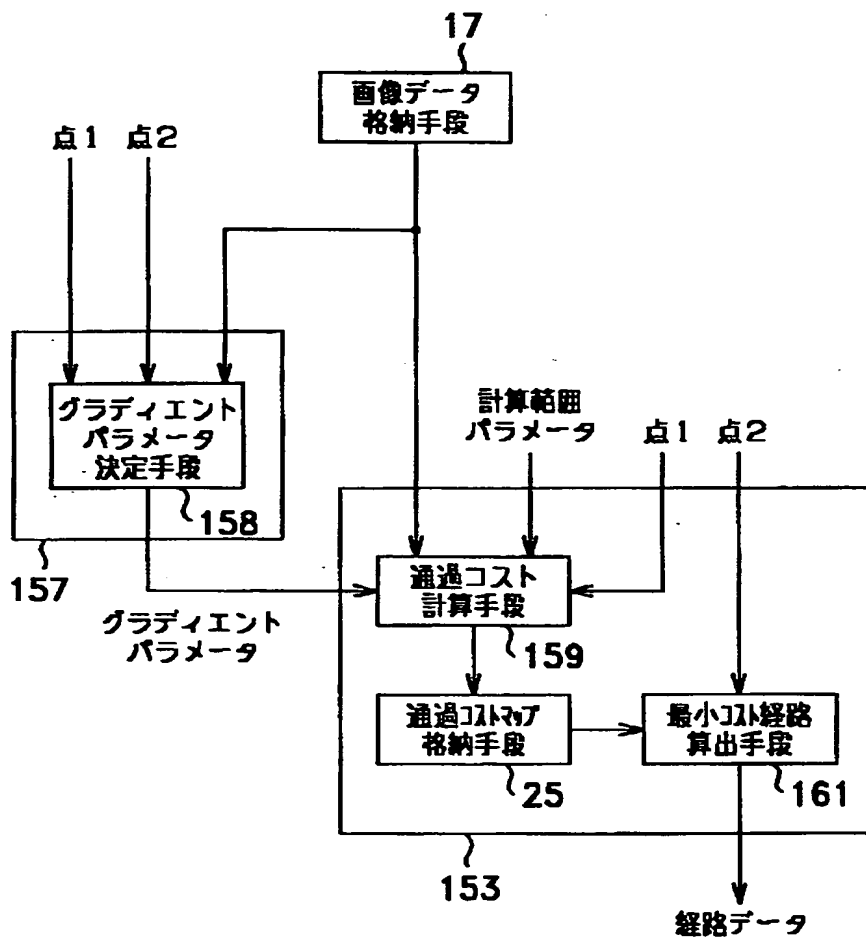 17
画像データ
格納手段
点1
点2
グラディエント
パラメータ
決定手段
158
157
計算範囲
パラメータ
点1
点2
グラディエント
パラメータ
通過コスト
計算手段
159
通過コストマップ
格納手段
25
最小コスト経路
算出手段
161
153
経路データ